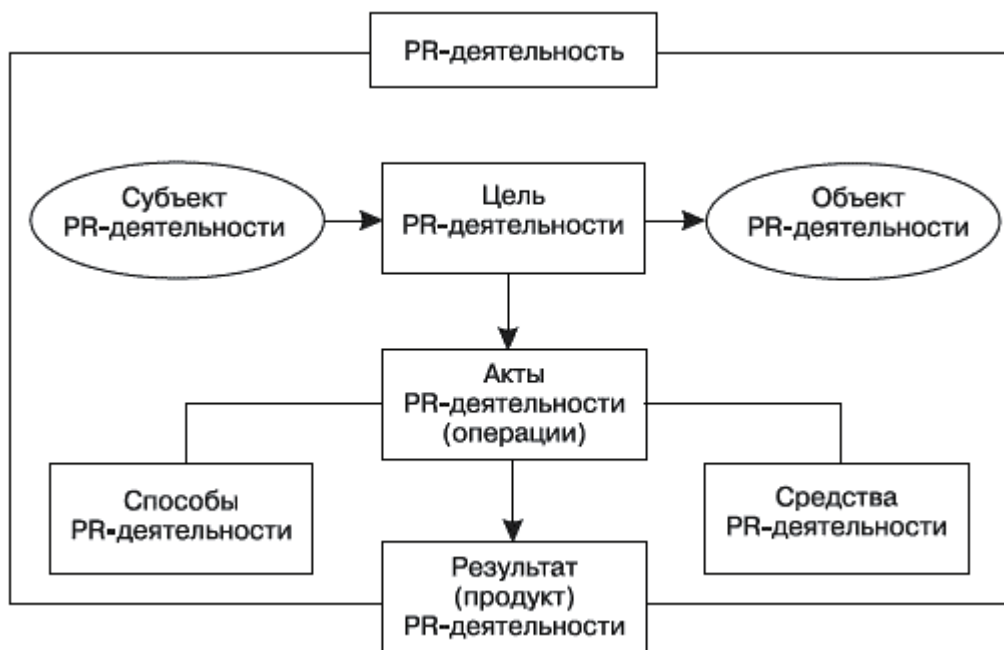 PR-деятельность
Субъект
PR-деятельности
Цель
PR-деятельности
Объект
PR-деятельности
Акты
PR-деятельности
(операции)
Способы
PR-деятельности
Средства
PR-деятельности
Результат
(продукт)
PR-деятельности